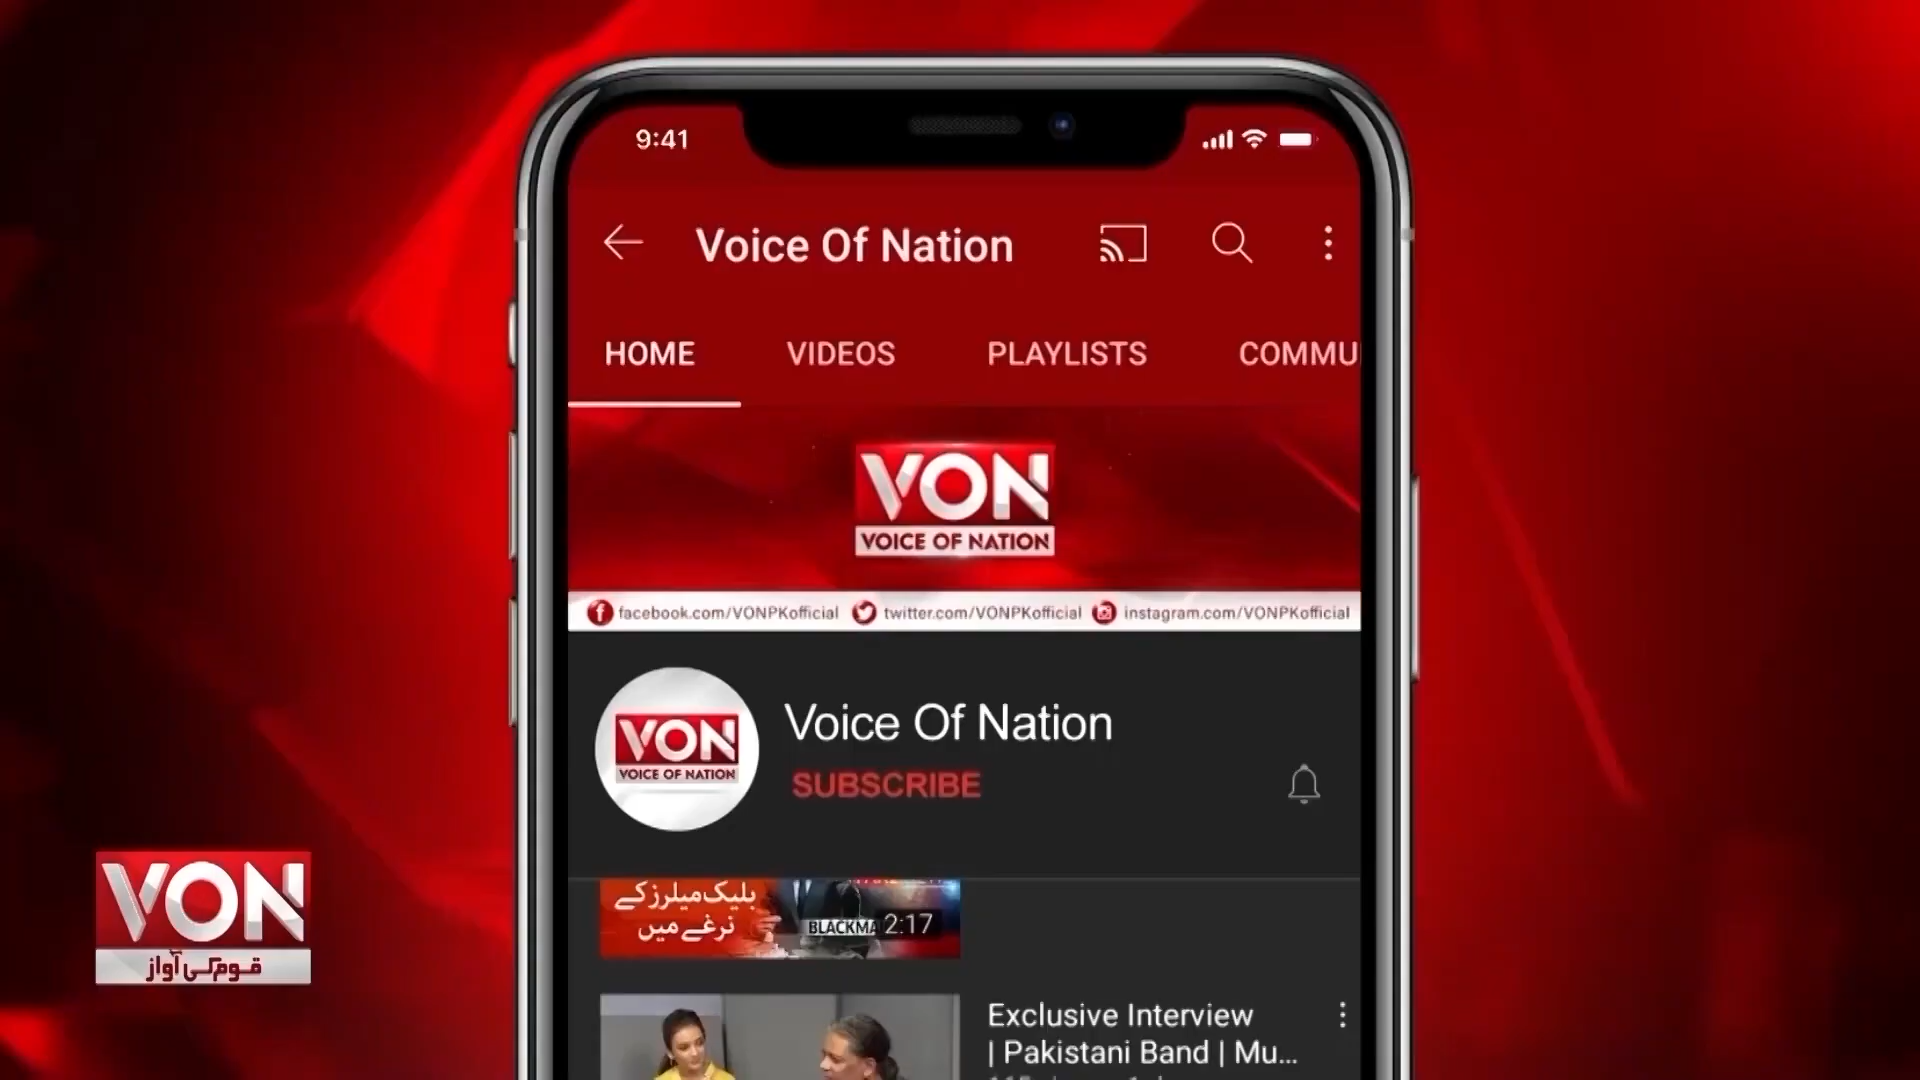 9:41
Voice Of Nation
HOME VIDEOS PLAYLISTS COMMU
VON
VOICE OF NATION
facebook.com/VONPKofficial twitter.com/VONPKofficial instagram.com/VONPKofficial
VON
VOICE OF NATION
Voice Of Nation
SUBSCRIBE
بلیک میلرز کے
نرغے میں
BLACKMA
2:17
VON
قوم کی آواز
Exclusive Interview
| Pakistani Band | Mu...